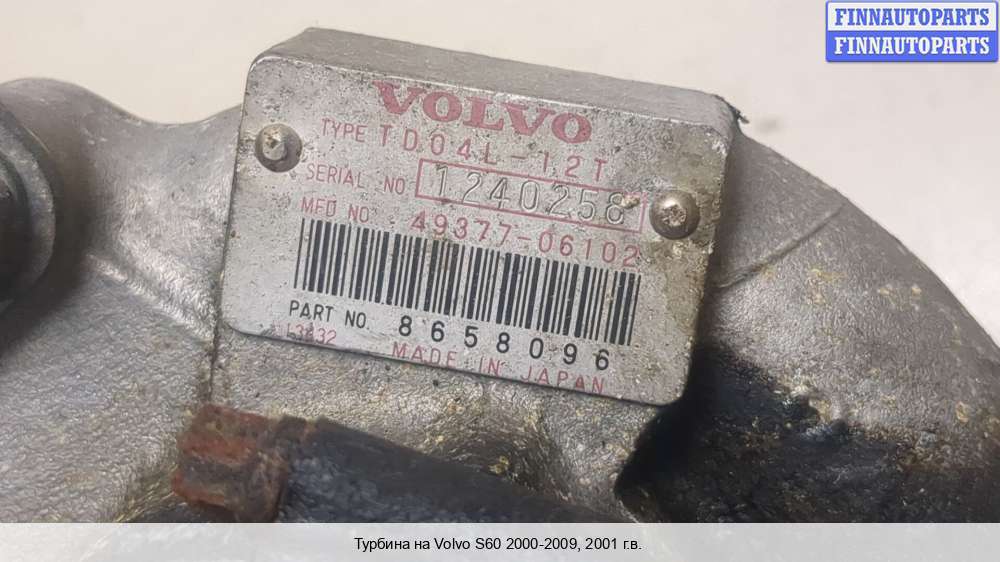 FINNAUTOPARTS
FINNAUTOPARTS
VOLVO
TYPE TD04L-12T
SERIAL NO 1240258
MFD NO. 49377-06102
PART NO. 8658096
13832 MADE IN JAPAN
Турбина на Volvo S60 2000-2009, 2001 г.в.